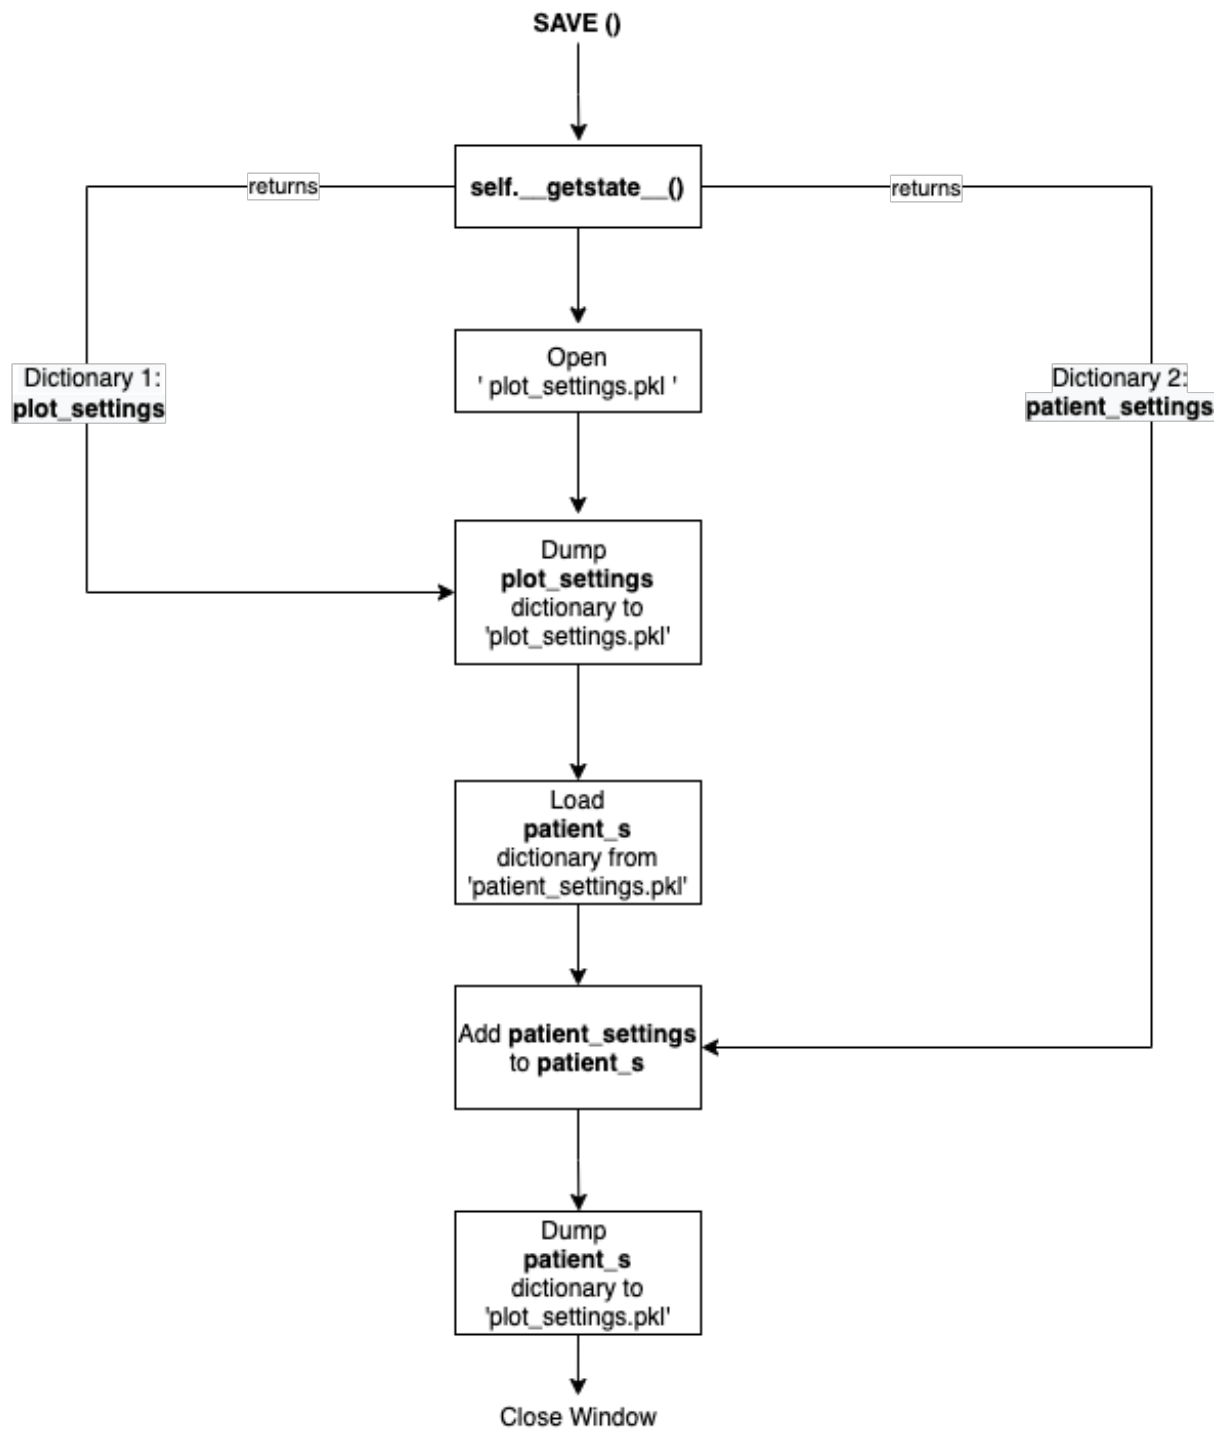 SAVE ()
self.__getstate__()
returns
returns
Open
' plot_settings.pkl '
Dictionary 1:
plot_settings
Dictionary 2:
patient_settings
Dump
plot_settings
dictionary to
'plot_settings.pkl'
Load
patient_s
dictionary from
'patient_settings.pkl'
Add patient_settings
to patient_s
Dump
patient_s
dictionary to
'plot_settings.pkl'
Close Window